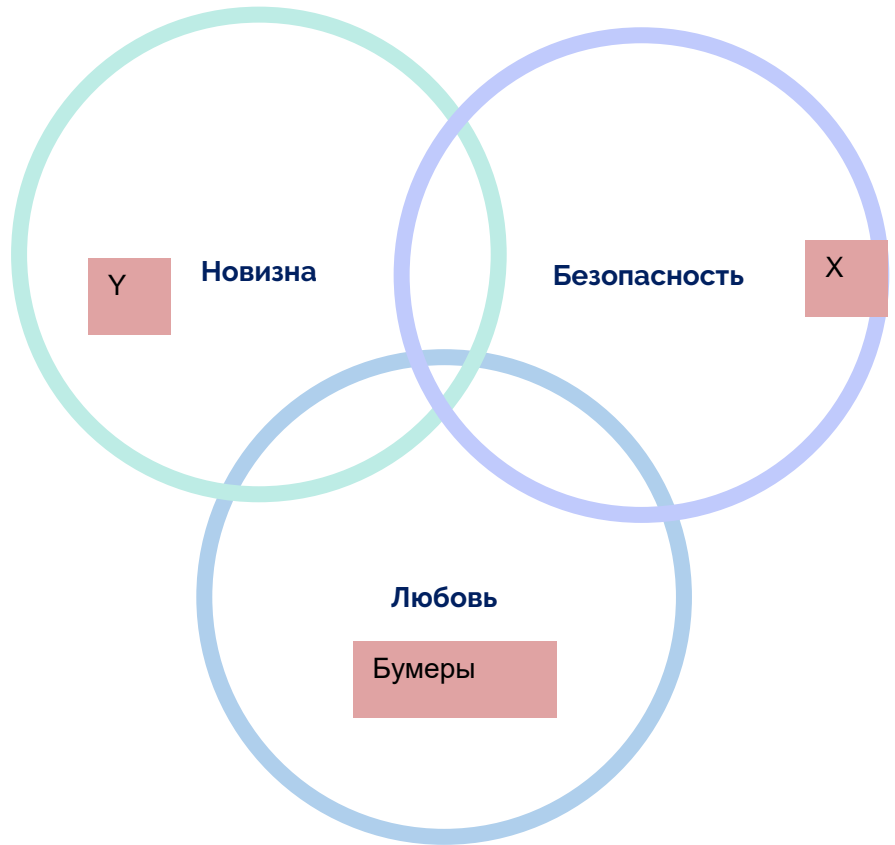 Y
Новизна
Безопасность
X
Любовь
Бумеры